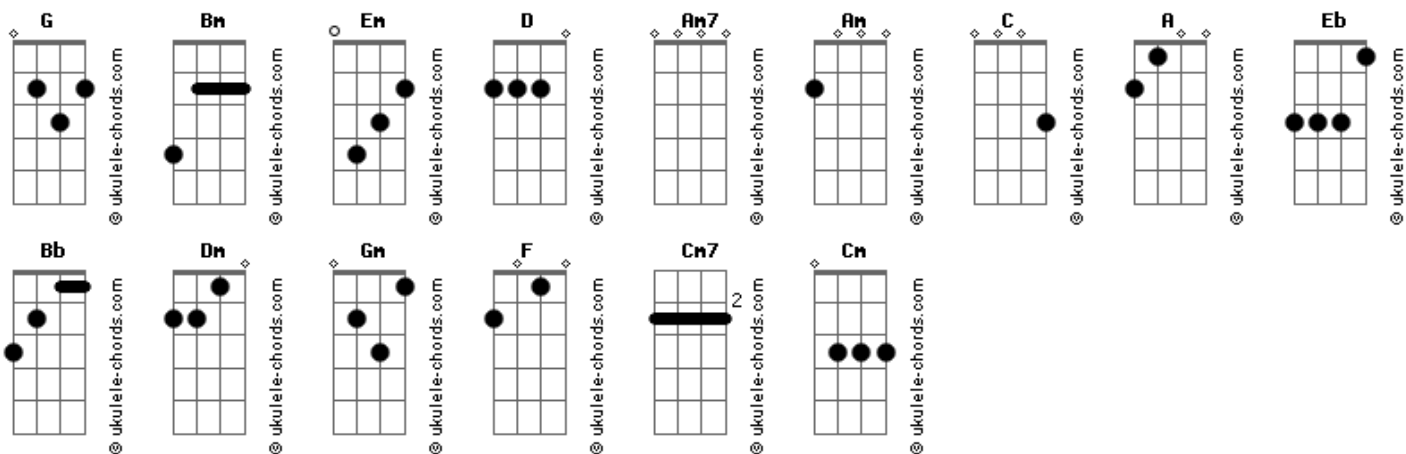 G Bm Em D Am7 Am C A Eb
© ukulele-chords.com © ukulele-chords.com © ukulele-chords.com © ukulele-chords.com © ukulele-chords.com © ukulele-chords.com © ukulele-chords.com © ukulele-chords.com © ukulele-chords.com
Bb Dm Gm F Cm7 Cm
2
© ukulele-chords.com © ukulele-chords.com © ukulele-chords.com © ukulele-chords.com © ukulele-chords.com © ukulele-chords.com